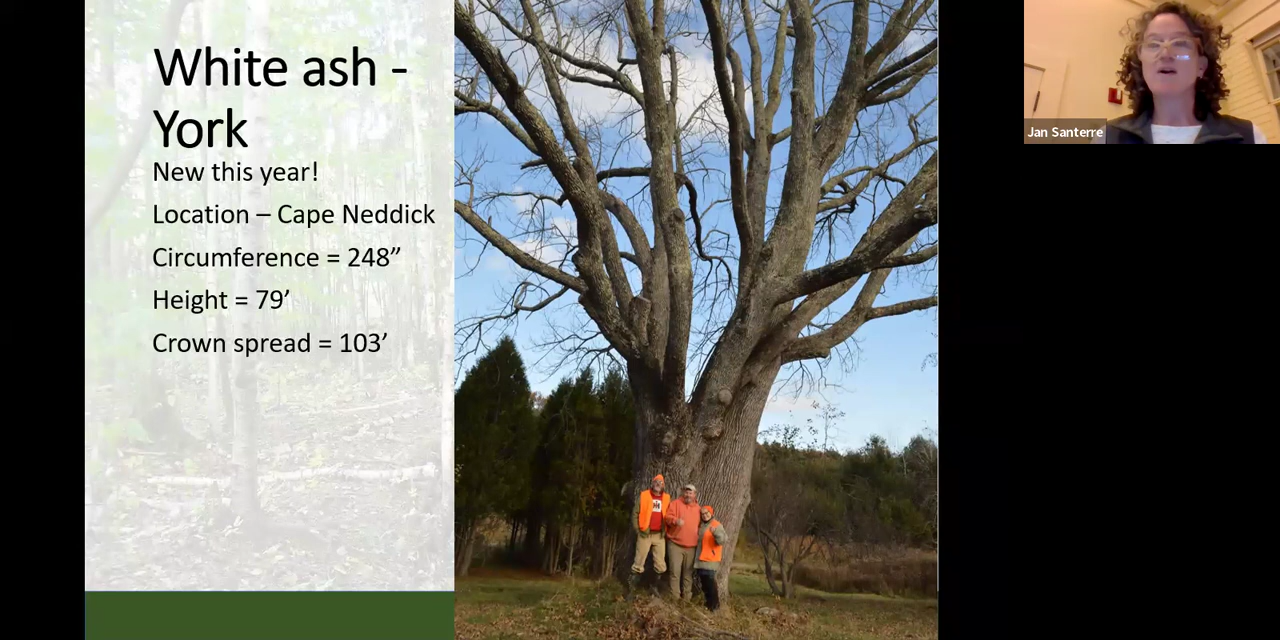 White ash -
York
New this year!
Location – Cape Neddick
Circumference = 248”
Height = 79’
Crown spread = 103’
Jan Santerre